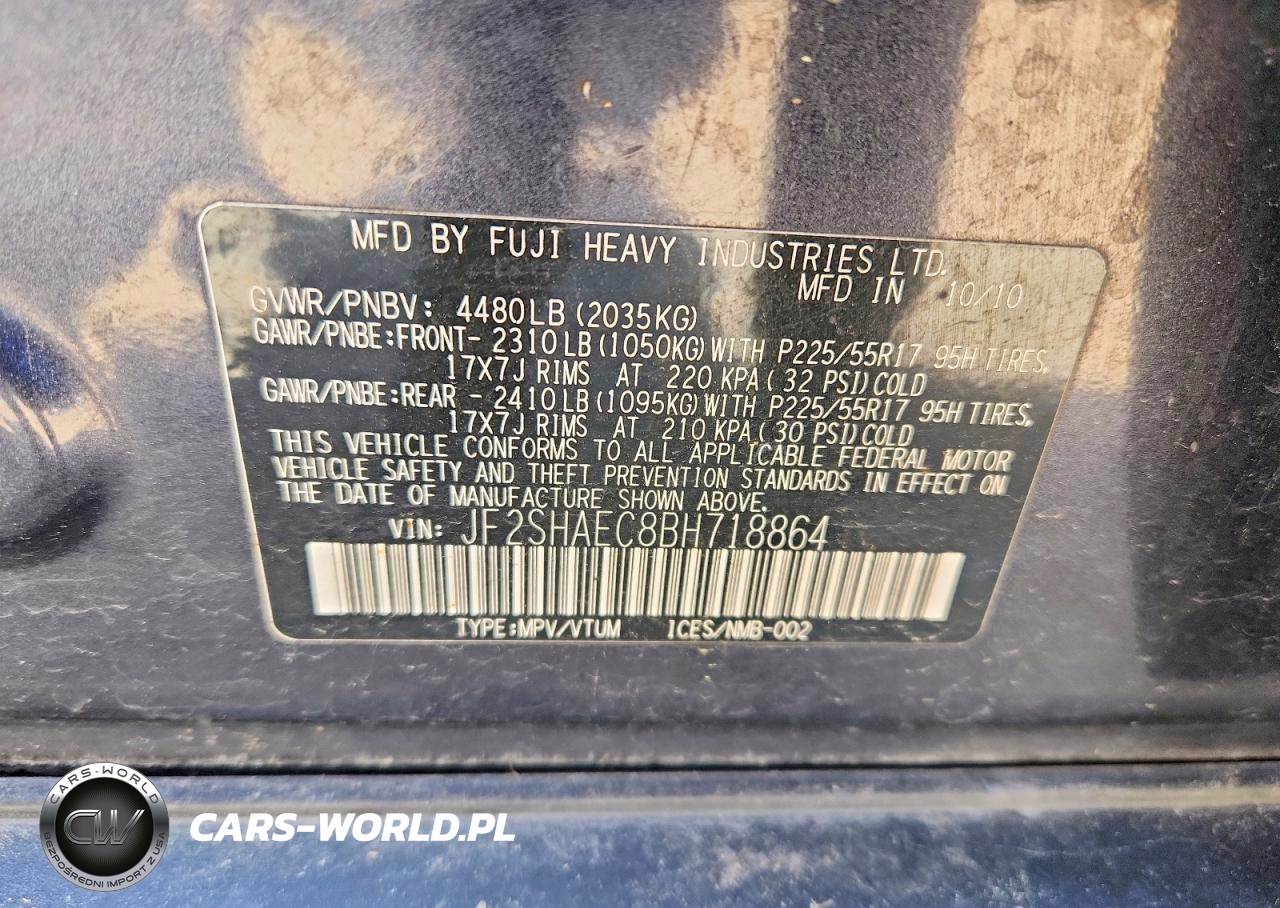 MFD BY FUJI HEAVY INDUSTRIES LTD.
MFD IN 10/10
GVWR/PNBV: 4480LB(2035KG)
GAWR/PNBE:FRONT- 2310LB(1050KG)WITH P225/55R17 95H TIRES,
17X7J RIMS AT 220 KPA(32 PSI)COLD
GAWR/PNBE:REAR - 2410LB(1095KG)WITH P225/55R17 95H TIRES,
17X7J RIMS AT 210 KPA(30 PSI)COLD
THIS VEHICLE CONFORMS TO ALL APPLICABLE FEDERAL MOTOR
VEHICLE SAFETY AND THEFT PREVENTION STANDARDS IN EFFECT ON
THE DATE OF MANUFACTURE SHOWN ABOVE.
VIN: JF2SHAEC8BH718864
TYPE:MPV/VTUM ICES/NMB-002
CARS-WORLD
CW
BEZPOŚREDNI IMPORT Z USA
CARS-WORLD.PL